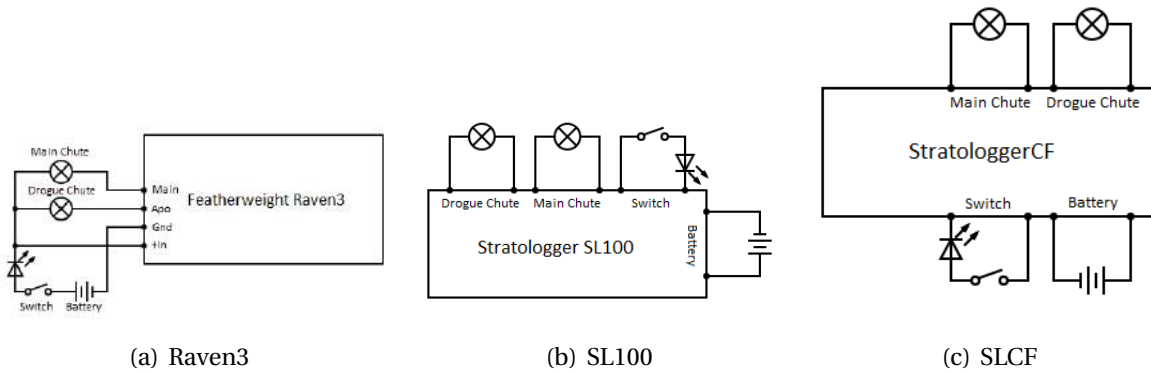 Main Chute
Drogue Chute
Main
Apo
Gnd
+in
Featherweight Raven3
Switch
Battery
(a) Raven3
Drogue Chute
Main Chute
Switch
Stratologger SL100
Battery
(b) SL100
Main Chute
Drogue Chute
StratologgerCF
Switch
Battery
(c) SLCF